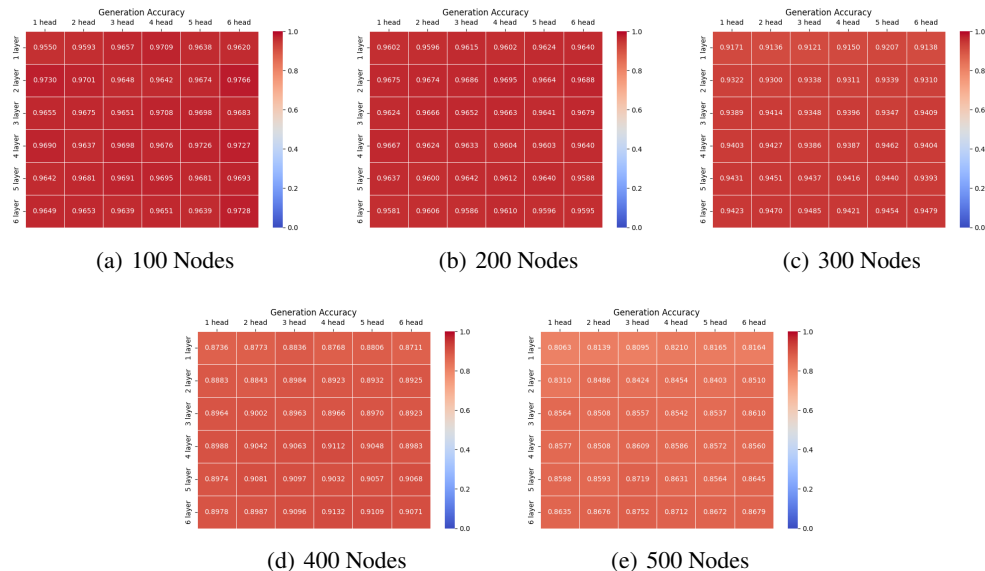 Generation Accuracy
1 head 2 head 3 head 4 head 5 head 6 head
1 layer 0.9550 0.9593 0.9657 0.9709 0.9638 0.9620
2 layer 0.9730 0.9701 0.9648 0.9642 0.9674 0.9766
3 layer 0.9655 0.9675 0.9651 0.9708 0.9698 0.9683
4 layer 0.9690 0.9637 0.9698 0.9676 0.9726 0.9727
5 layer 0.9642 0.9681 0.9691 0.9695 0.9681 0.9693
6 layer 0.9649 0.9653 0.9639 0.9651 0.9639 0.9728
1.0
0.8
0.6
0.4
0.2
0.0
(a) 100 Nodes
Generation Accuracy
1 head 2 head 3 head 4 head 5 head 6 head
1 layer 0.9602 0.9596 0.9615 0.9602 0.9624 0.9640
2 layer 0.9675 0.9674 0.9686 0.9695 0.9664 0.9688
3 layer 0.9624 0.9666 0.9652 0.9663 0.9641 0.9679
4 layer 0.9667 0.9624 0.9633 0.9604 0.9603 0.9640
5 layer 0.9637 0.9600 0.9642 0.9612 0.9640 0.9588
6 layer 0.9581 0.9606 0.9586 0.9610 0.9596 0.9595
1.0
0.8
0.6
0.4
0.2
0.0
(b) 200 Nodes
Generation Accuracy
1 head 2 head 3 head 4 head 5 head 6 head
1 layer 0.9171 0.9136 0.9121 0.9150 0.9207 0.9138
2 layer 0.9322 0.9300 0.9338 0.9311 0.9339 0.9310
3 layer 0.9389 0.9414 0.9348 0.9396 0.9347 0.9409
4 layer 0.9403 0.9427 0.9386 0.9387 0.9462 0.9404
5 layer 0.9431 0.9451 0.9437 0.9416 0.9440 0.9393
6 layer 0.9423 0.9470 0.9485 0.9421 0.9454 0.9479
1.0
0.8
0.6
0.4
0.2
0.0
(c) 300 Nodes
Generation Accuracy
1 head 2 head 3 head 4 head 5 head 6 head
1 layer 0.8736 0.8773 0.8836 0.8768 0.8806 0.8711
2 layer 0.8883 0.8843 0.8984 0.8923 0.8932 0.8925
3 layer 0.8964 0.9002 0.8963 0.8966 0.8970 0.8923
4 layer 0.8988 0.9042 0.9063 0.9112 0.9048 0.8983
5 layer 0.8974 0.9081 0.9097 0.9032 0.9057 0.9068
6 layer 0.8978 0.8987 0.9096 0.9132 0.9109 0.9071
1.0
0.8
0.6
0.4
0.2
0.0
(d) 400 Nodes
Generation Accuracy
1 head 2 head 3 head 4 head 5 head 6 head
1 layer 0.8063 0.8139 0.8095 0.8210 0.8165 0.8164
2 layer 0.8310 0.8486 0.8424 0.8454 0.8403 0.8510
3 layer 0.8564 0.8508 0.8557 0.8542 0.8537 0.8610
4 layer 0.8577 0.8508 0.8609 0.8586 0.8572 0.8560
5 layer 0.8598 0.8593 0.8719 0.8631 0.8564 0.8645
6 layer 0.8635 0.8676 0.8752 0.8712 0.8672 0.8679
1.0
0.8
0.6
0.4
0.2
0.0
(e) 500 Nodes